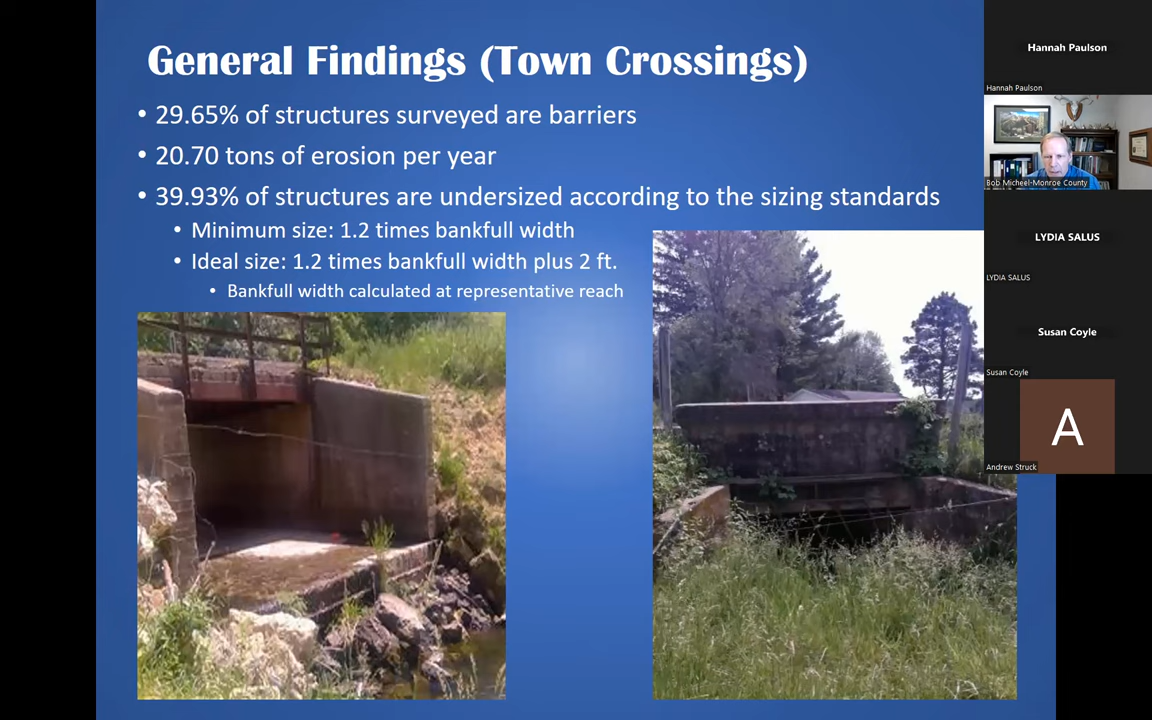 General Findings (Town Crossings)
• 29.65% of structures surveyed are barriers
• 20.70 tons of erosion per year
• 39.93% of structures are undersized according to the sizing standards
• Minimum size: 1.2 times bankfull width
• Ideal size: 1.2 times bankfull width plus 2 ft.
• Bankfull width calculated at representative reach
Hannah Paulson
Hannah Paulson
Bob Micheel-Monroe County
LYDIA SALUS
LYDIA SALUS
Susan Coyle
Susan Coyle
A
Andrew Struck